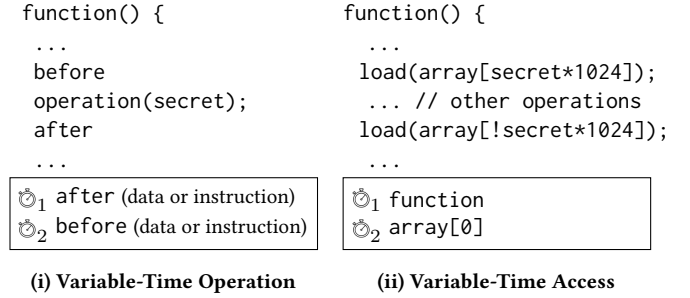 function() {
...
before
operation(secret);
after
...
⏱1 after (data or instruction)
⏱2 before (data or instruction)
(i) Variable-Time Operation
function() {
...
load(array[secret*1024]);
... // other operations
load(array[!secret*1024]);
...
⏱1 function
⏱2 array[0]
(ii) Variable-Time Access